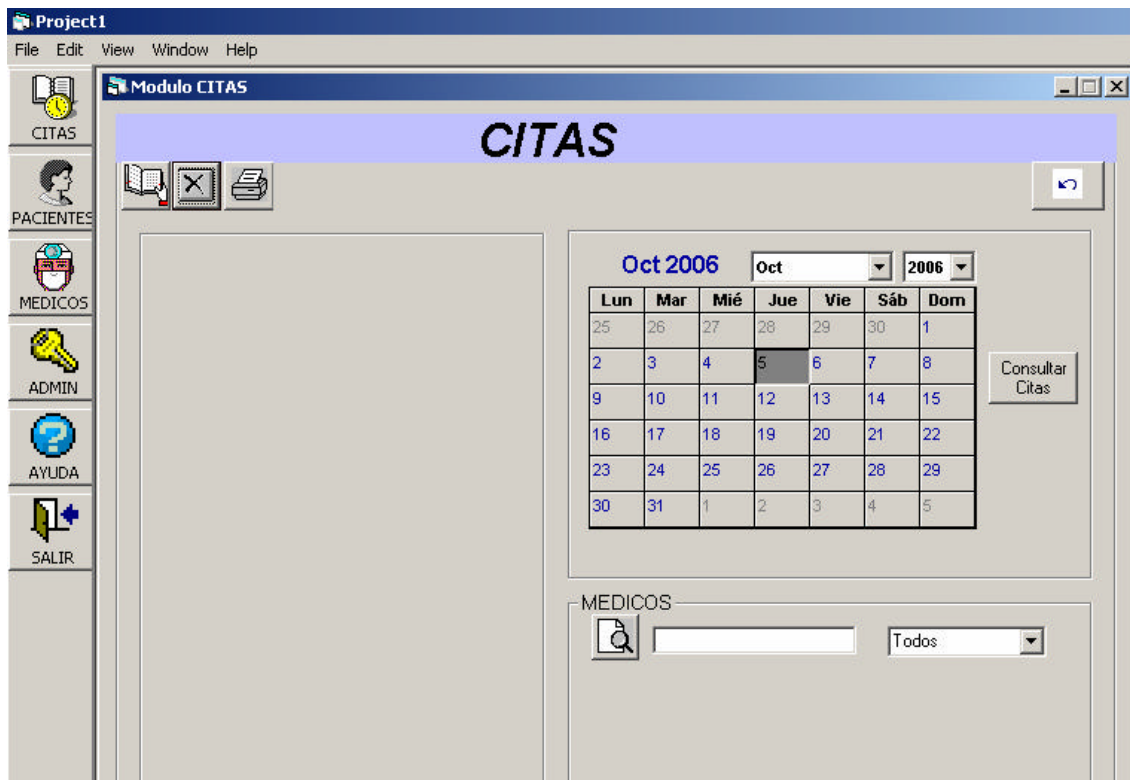 Project1
File Edit View Window Help
Modulo CITAS
CITAS
PACIENTES
MEDICOS
ADMIN
AYUDA
SALIR
CITAS
Oct 2006 Oct 2006
Lun Mar Mié Jue Vie Sáb Dom
25 26 27 28 29 30 1
2 3 4 5 6 7 8
9 10 11 12 13 14 15
16 17 18 19 20 21 22
23 24 25 26 27 28 29
30 31 1 2 3 4 5
Consultar
Citas
MEDICOS
Todos